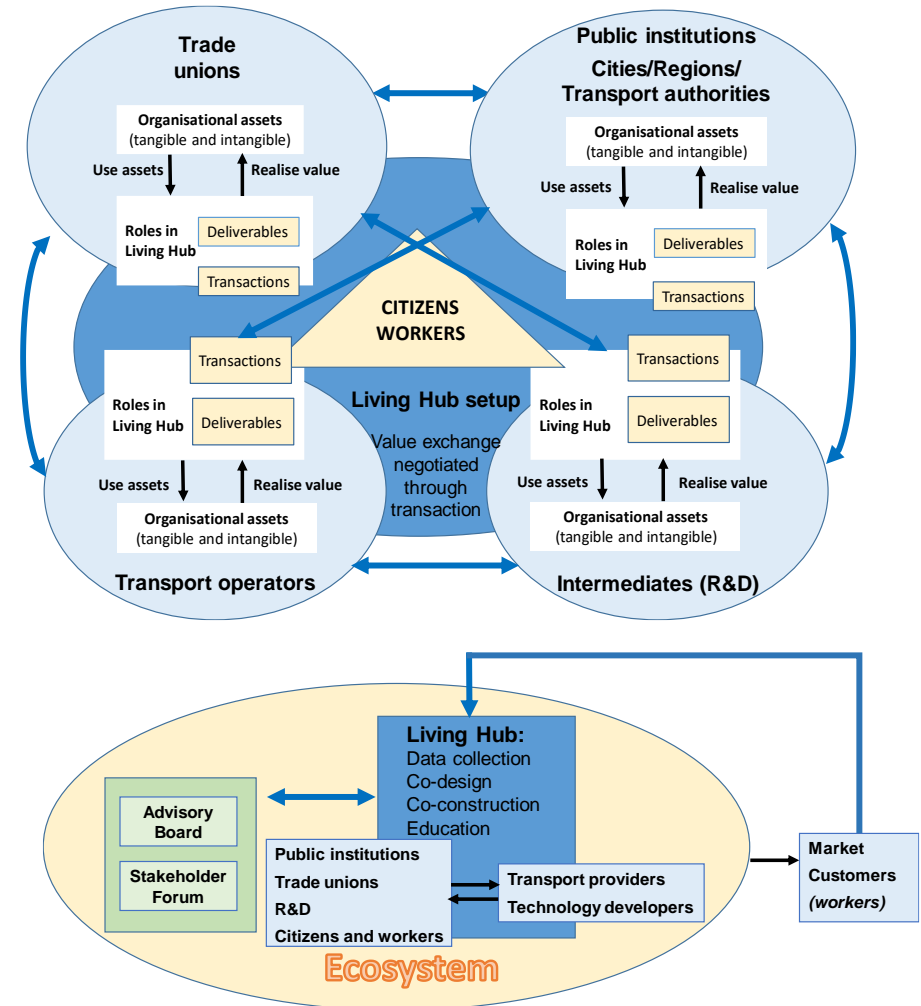 Trade
unions
Organisational assets
(tangible and intangible)
Use assets
Realise value
Roles in
Living Hub
Deliverables
Transactions
Public institutions
Cities/Regions/
Transport authorities
Organisational assets
(tangible and intangible)
Use assets
Realise value
Roles in
Living Hub
Deliverables
Transactions
CITIZENS
WORKERS
Living Hub setup
Value exchange
negotiated
through
transaction
Transactions
Roles in
Living Hub
Deliverables
Use assets
Realise value
Organisational assets
(tangible and intangible)
Transport operators
Transactions
Roles in
Living Hub
Deliverables
Use assets
Realise value
Organisational assets
(tangible and intangible)
Intermediates (R&D)
Living Hub:
Data collection
Co-design
Co-construction
Education
Advisory
Board
Stakeholder
Forum
Public institutions
Trade unions
R&D
Citizens and workers
Transport providers
Technology developers
Market
Customers
(workers)
Ecosystem